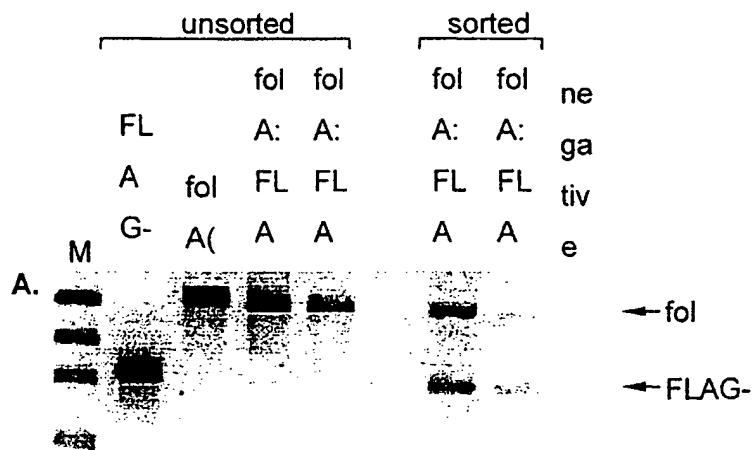 unsorted sorted
fol fol fol fol ne
FL A: A: A: A: ga
A fol FL FL FL FL tiv
G- A( A A A A e
M
A.
fol
FLAG-